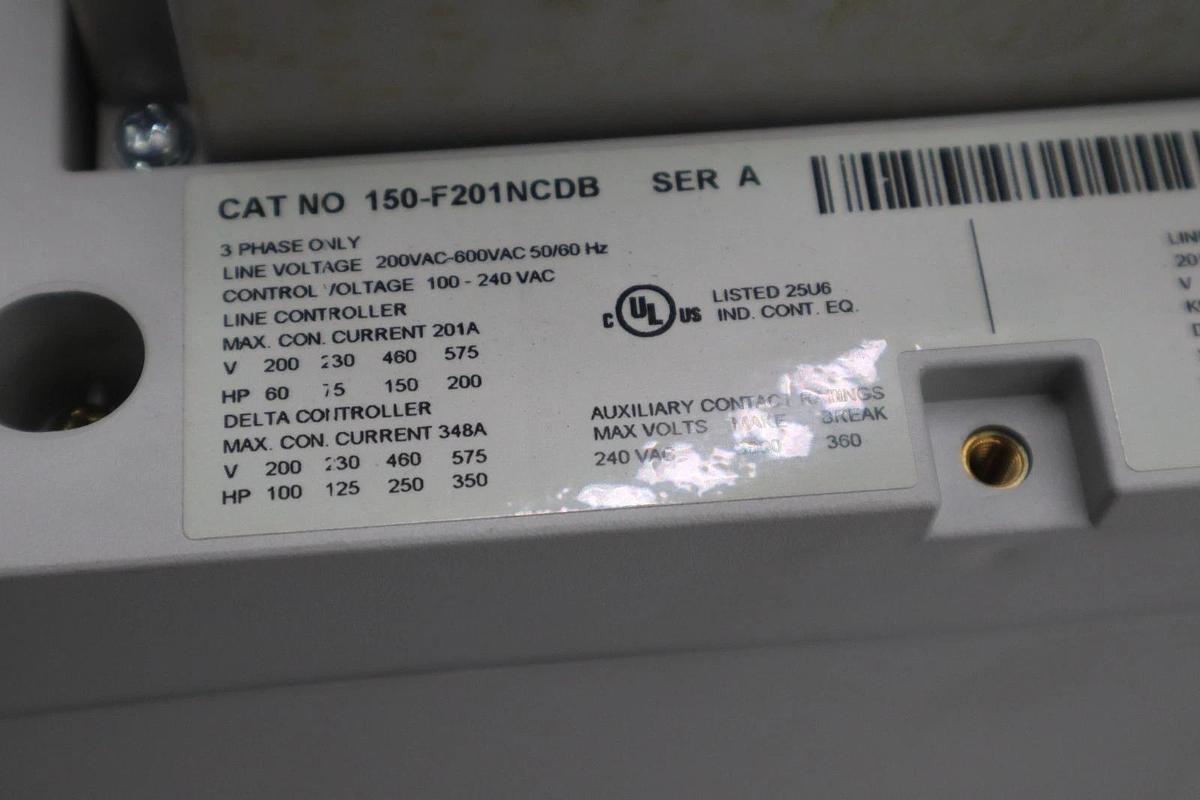 CAT NO 150-F201NCDB SER A
3 PHASE ONLY
LINE VOLTAGE 200VAC-600VAC 50/60 Hz
CONTROL VOLTAGE 100 - 240 VAC
LINE CONTROLLER
MAX. CON. CURRENT 201A
V 200 230 460 575
HP 60 75 150 200
DELTA CONTROLLER
MAX. CON. CURRENT 348A
V 200 230 460 575
HP 100 125 250 350
C UL US
LISTED 25U6
IND. CONT. EQ.
AUXILIARY CONTACT RATINGS
MAX VOLTS MAKE BREAK
240 VAC 360
V